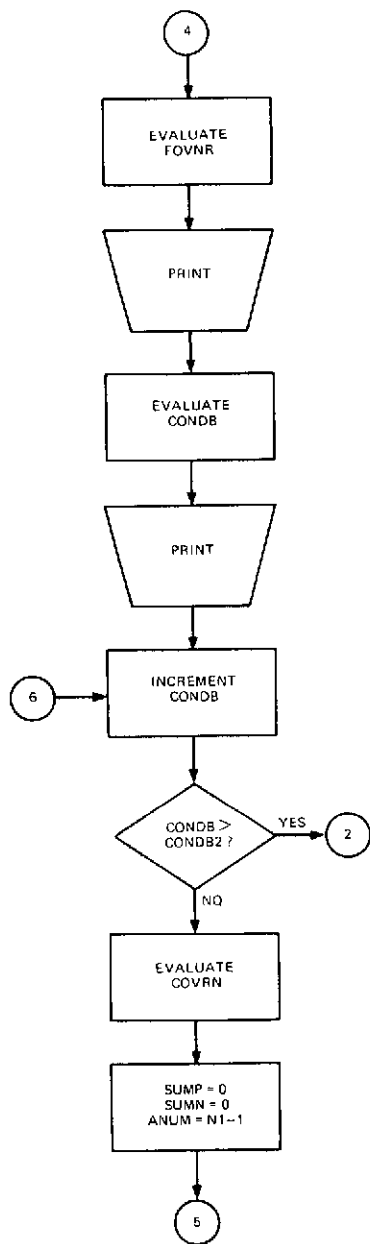 4
EVALUATE
FOVNR
PRINT
EVALUATE
CONDB
PRINT
6
INCREMENT
CONDB
CONDB >
CONDB2 ?
YES
2
NO
EVALUATE
COVRN
SUMP = 0
SUMN = 0
ANUM = N1-1
5